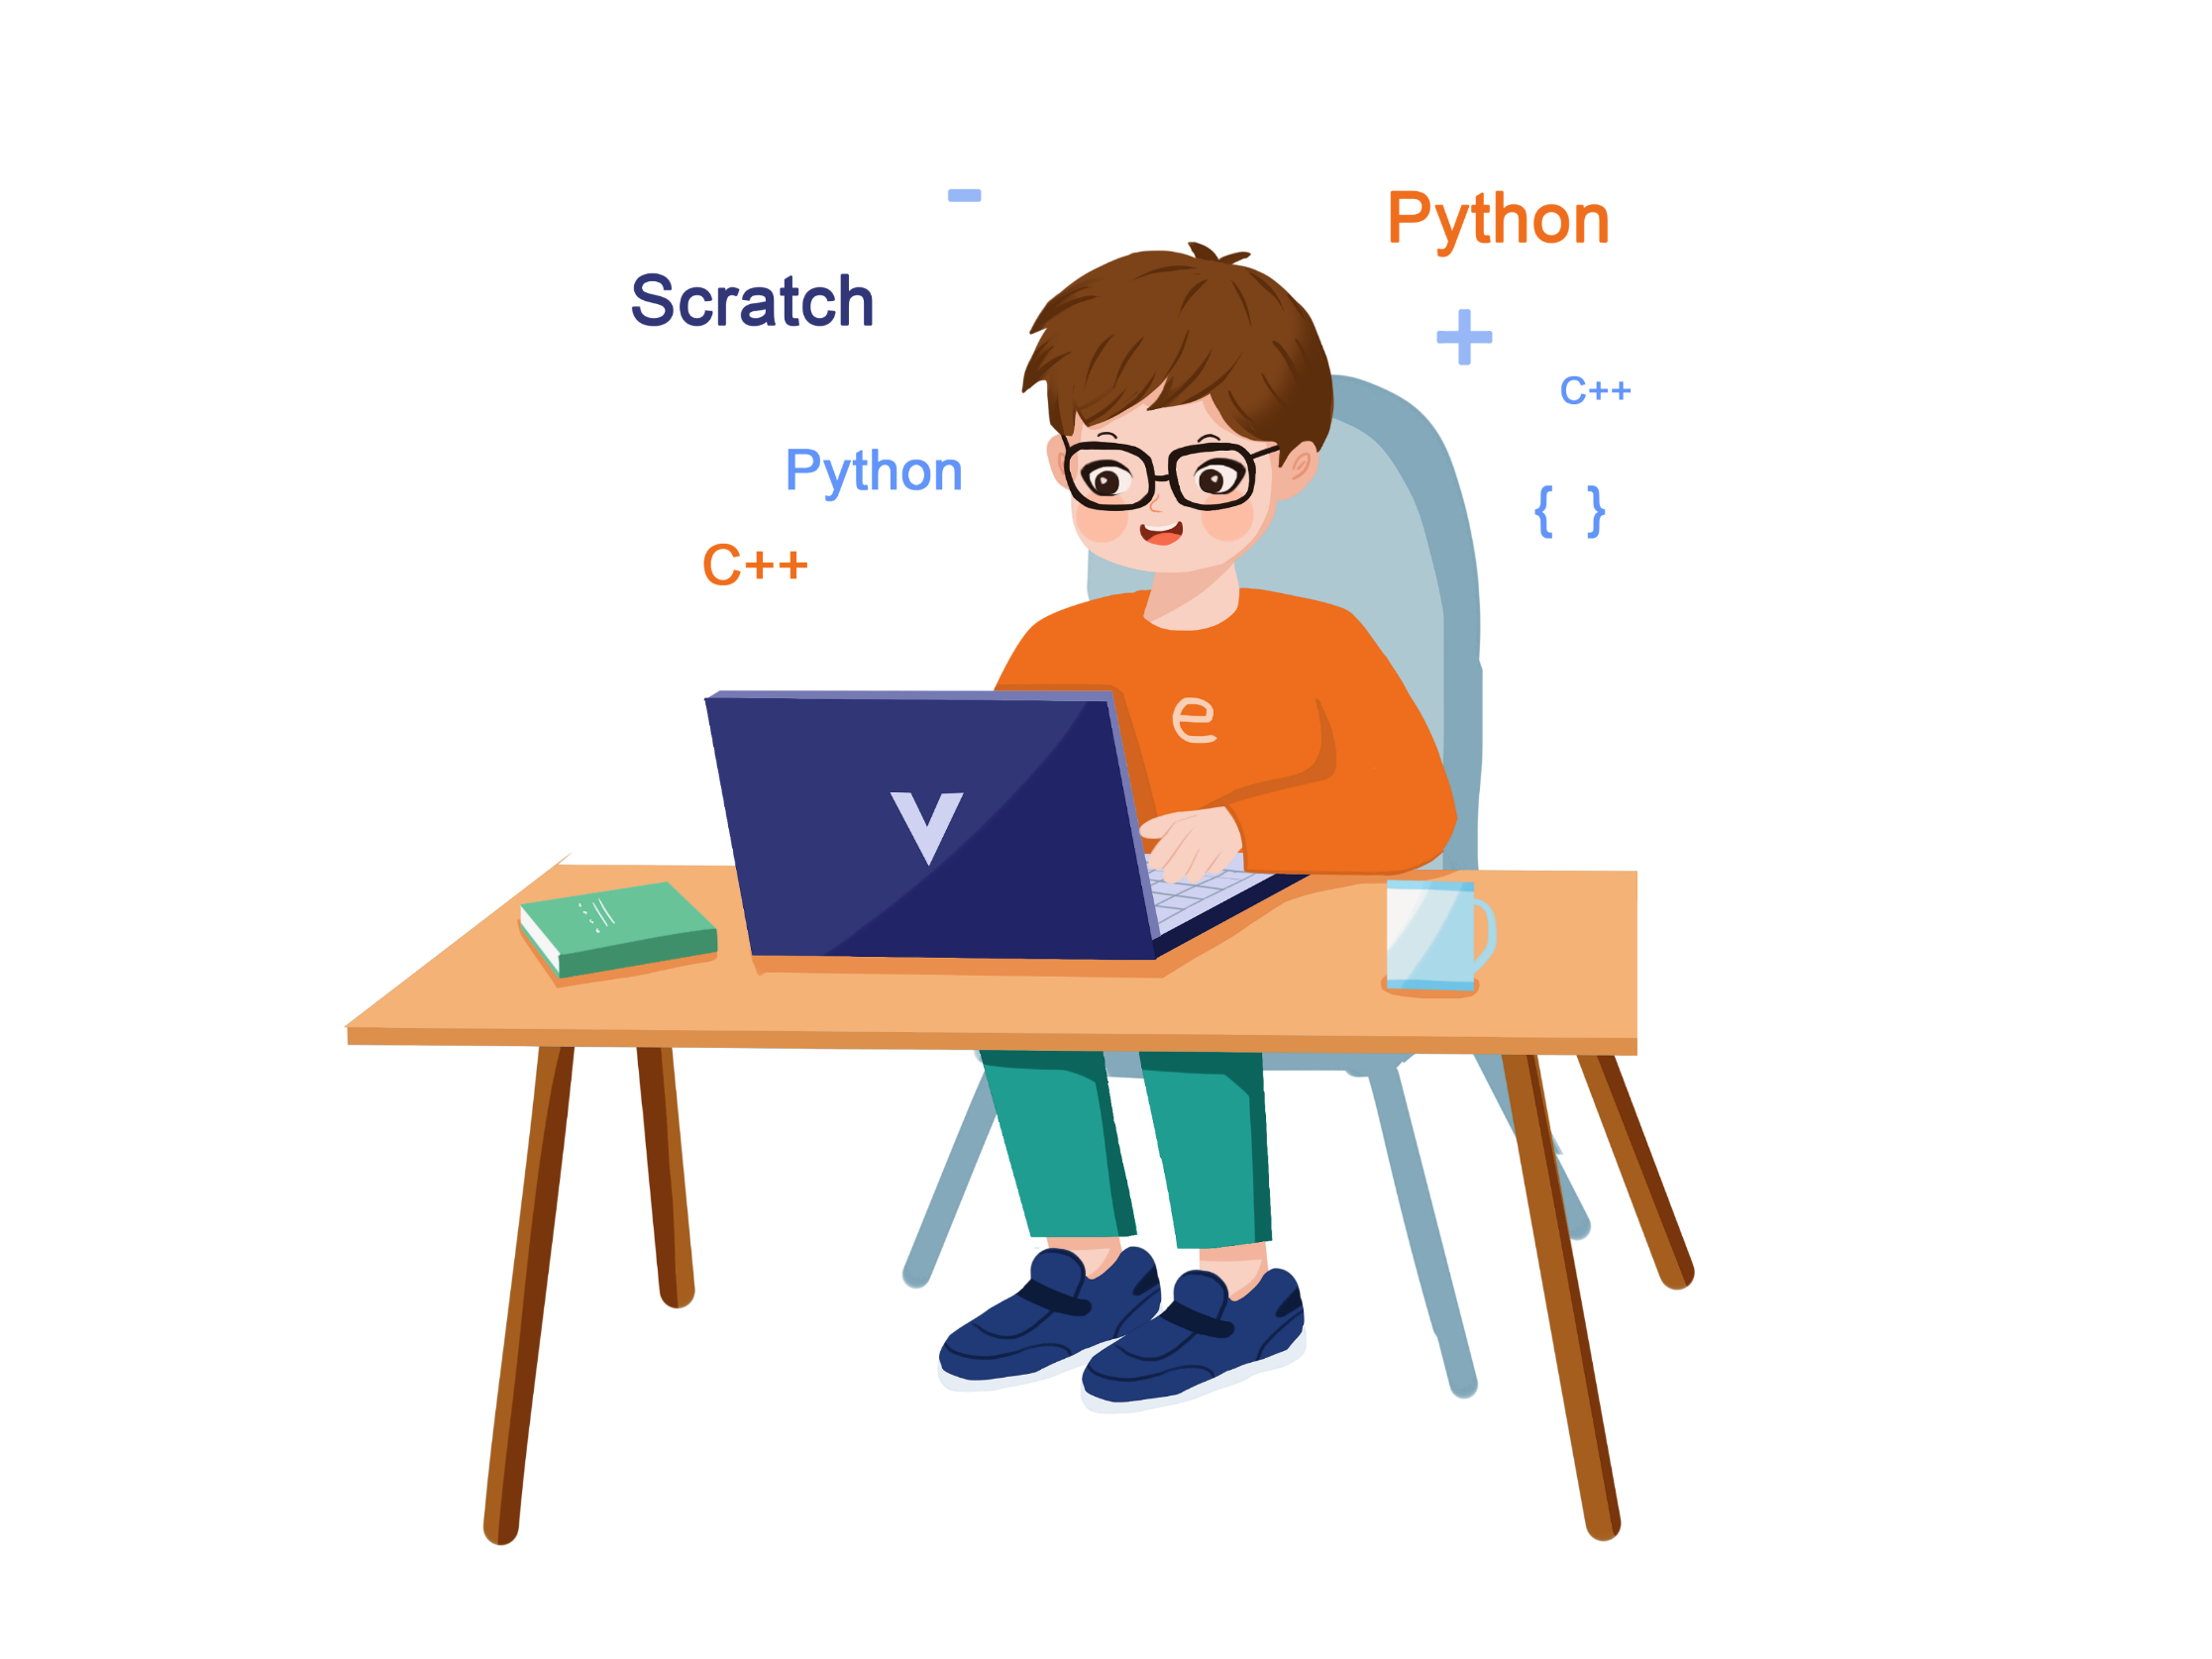 -
Python
Scratch
+
C++
Python
{ }
C++
e
V